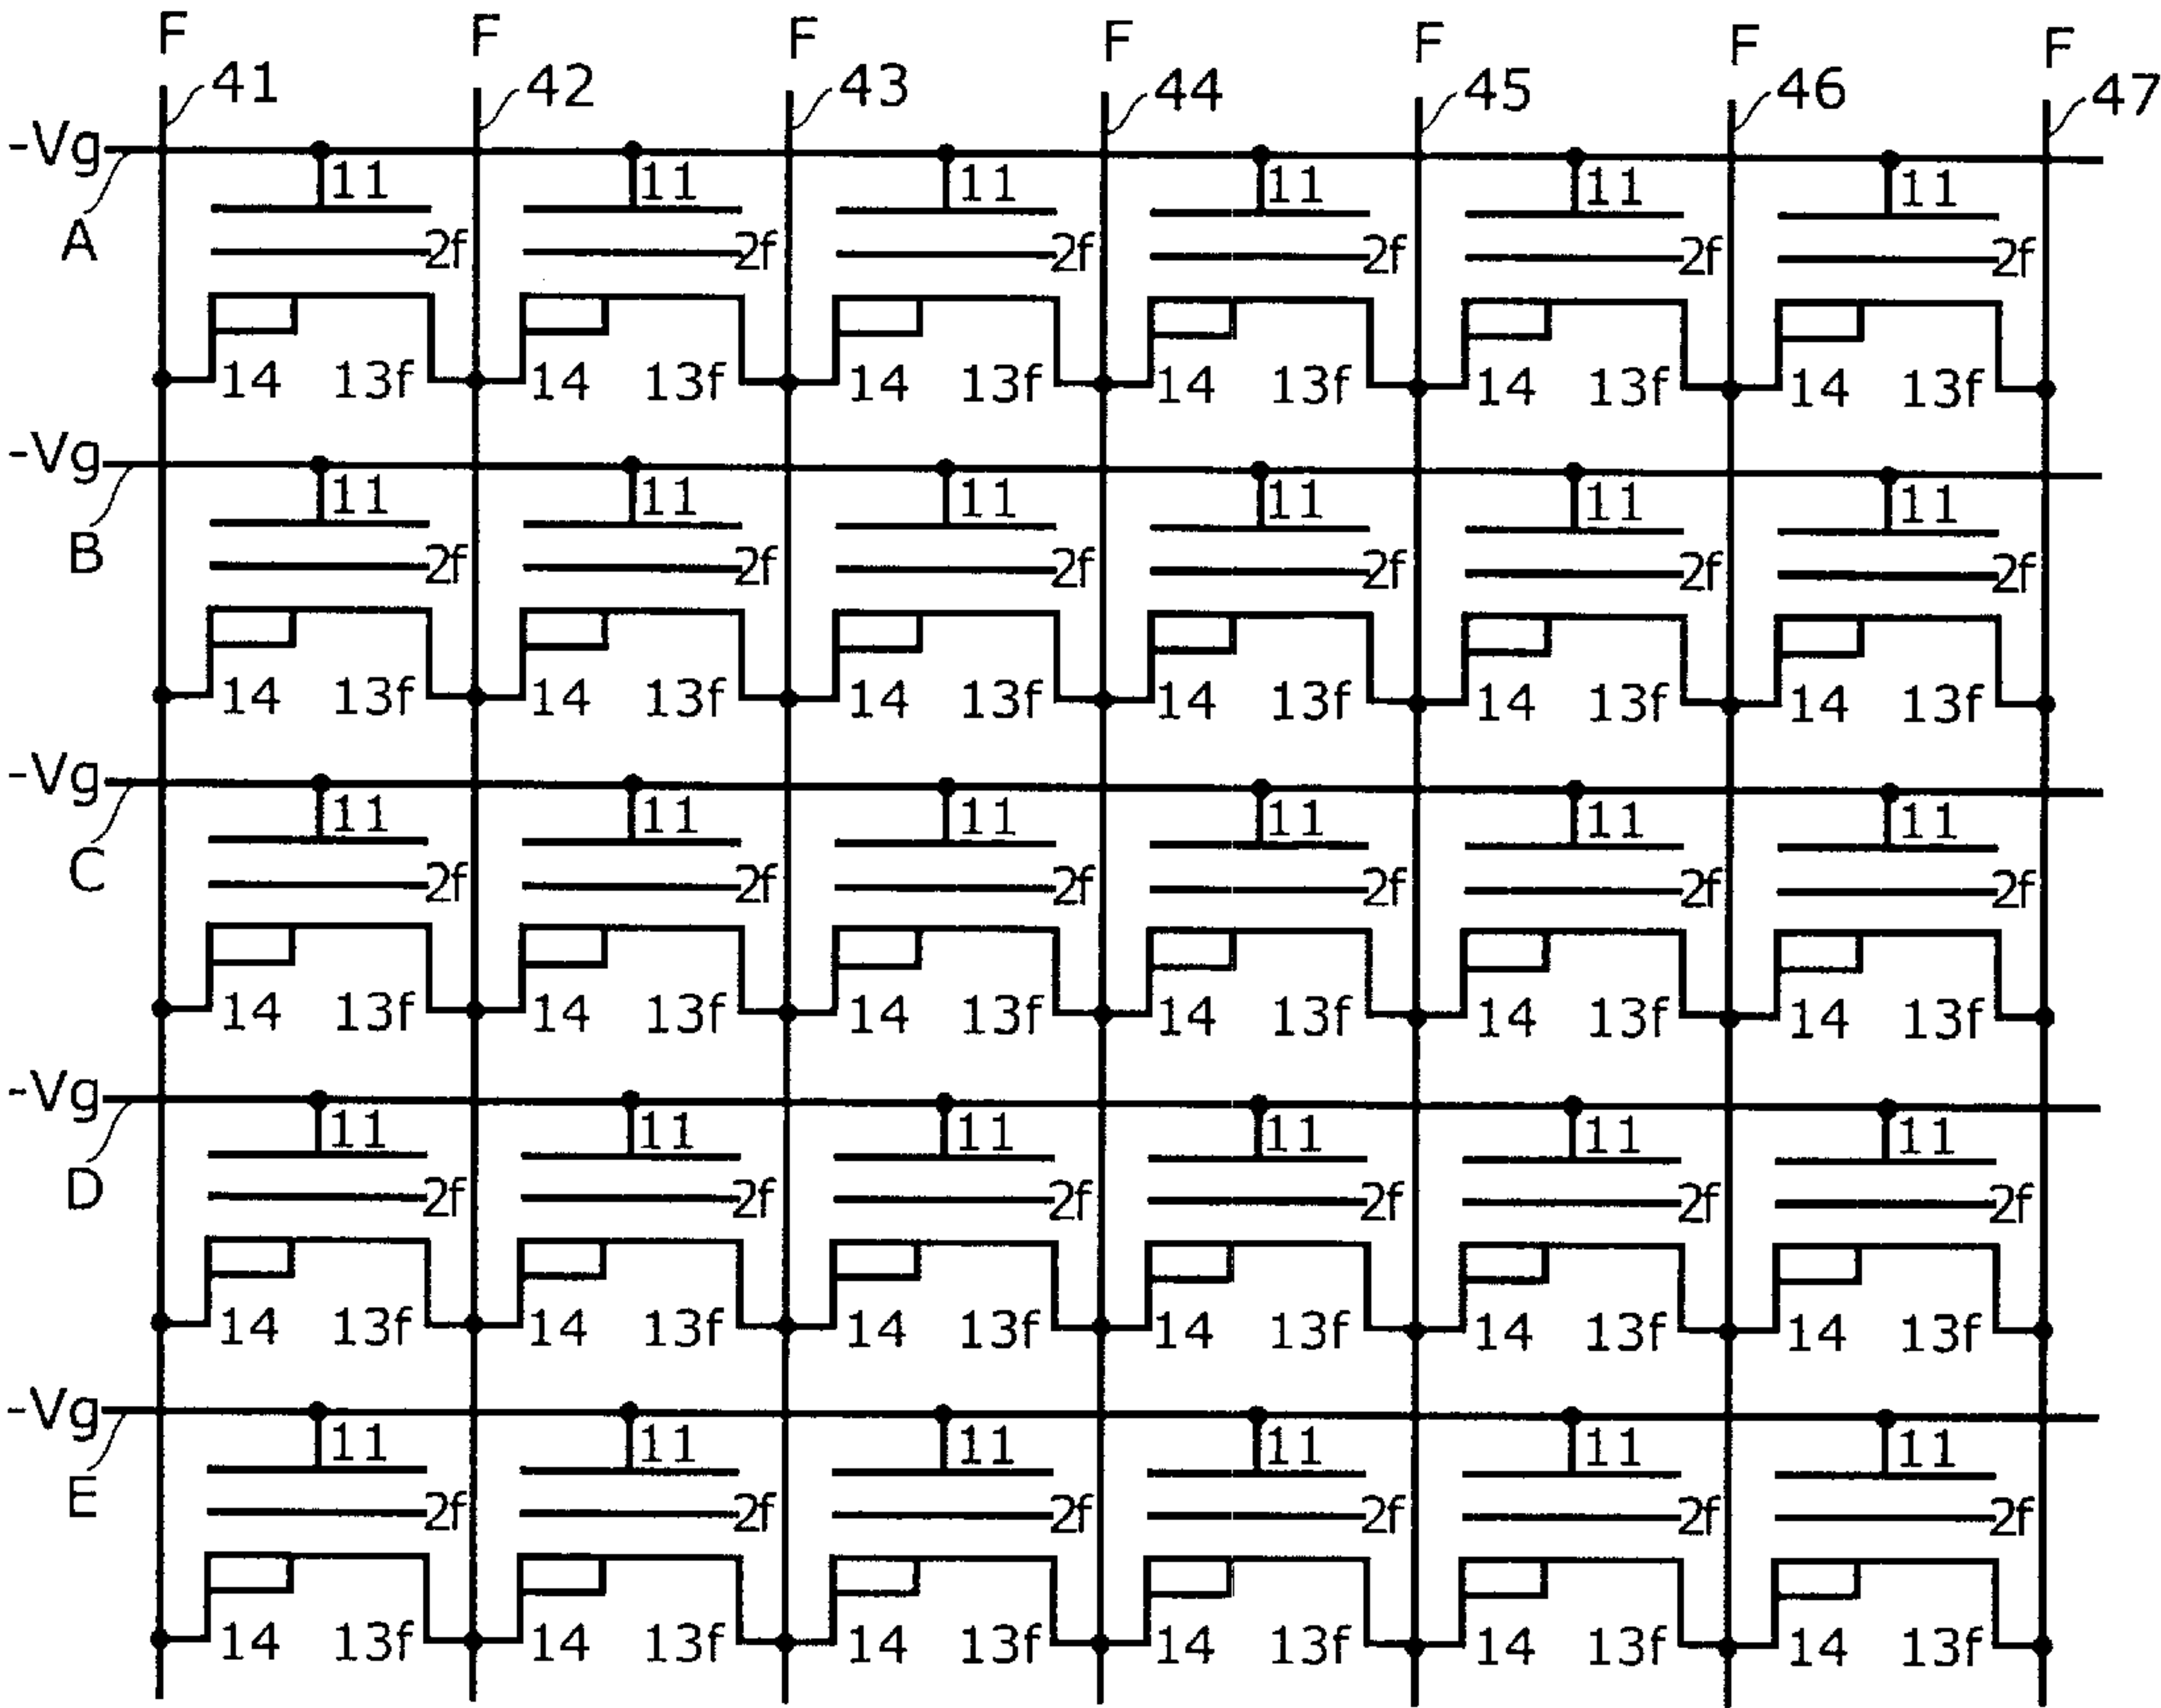 F F F F F F F
41 42 43 44 45 46 47
-Vg
11 11 11 11 11 11
A
2f 2f 2f 2f 2f 2f
14 13f 14 13f 14 13f 14 13f 14 13f 14 13f
-Vg
11 11 11 11 11 11
B
2f 2f 2f 2f 2f 2f
14 13f 14 13f 14 13f 14 13f 14 13f 14 13f
-Vg
11 11 11 11 11 11
C
2f 2f 2f 2f 2f 2f
14 13f 14 13f 14 13f 14 13f 14 13f 14 13f
-Vg
11 11 11 11 11 11
D
2f 2f 2f 2f 2f 2f
14 13f 14 13f 14 13f 14 13f 14 13f 14 13f
-Vg
11 11 11 11 11 11
E
2f 2f 2f 2f 2f 2f
14 13f 14 13f 14 13f 14 13f 14 13f 14 13f